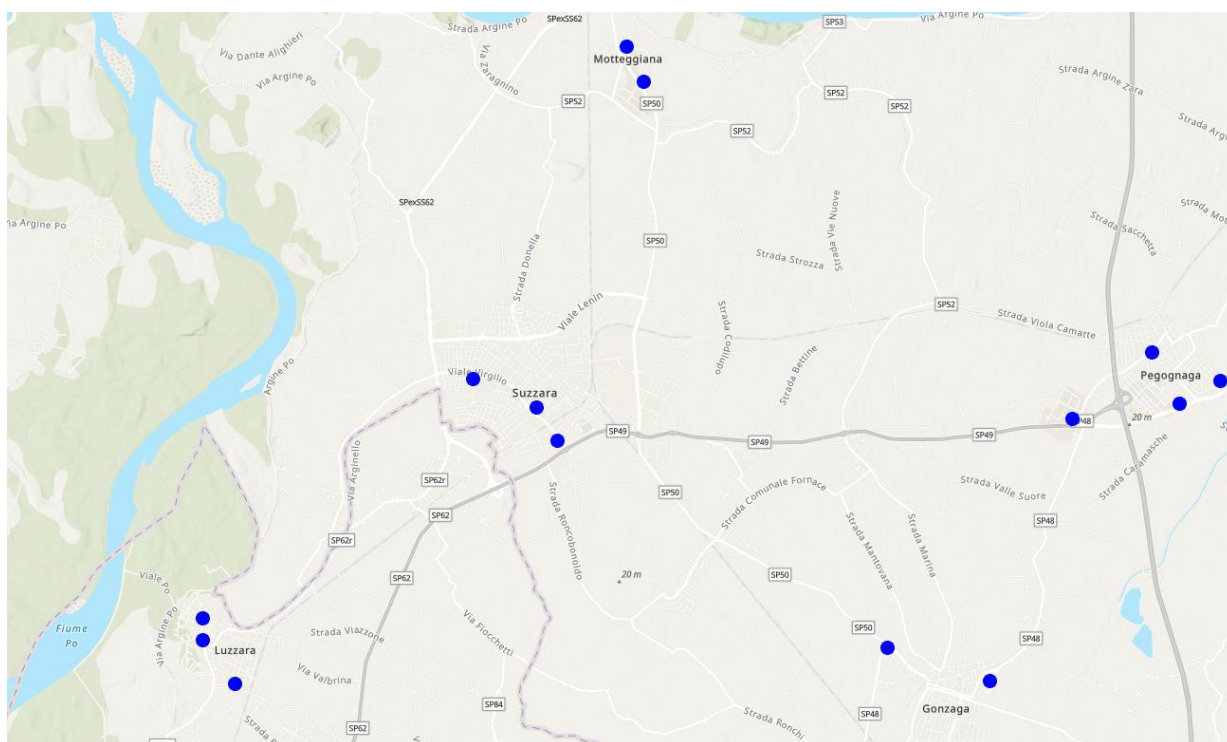 SPexSS62
Strada Argine Po
SP53
Via Argine Po
Via Dante Alighieri
Via Zaragnino
Motteggiana
Via Argine Po
Strada Argine Zara
SP52
SP50
SP52
SP52
SP52
SPexSS62
Via Argine Po
Strada Donella
SP50
Strada Strozza
Strada Vie Nuove
Strada Sacchetta
Viale Lenin
Strada Codilupo
SP52
Strada Viola Camatte
Argine Po
Viale Virgilio
Suzzara
Strada Bettine
Pegognaga
SP49
SP49
SP49
SP48
20 m
Via Arginello
SP62r
SP62
SP62r
SP62
Strada Roncobonoldo
SP50
Strada Comunale Fornace
Strada Valle Suore
Strada Caramasche
SP48
Strada Mantovana
Strada Marina
20 m
SP50
Viale Po
Fiume
Po
Via Argine Po
Luzzara
Strada Viazzone
Via Valbrina
Via Fiocchetti
SP50
SP48
SP84
SP62
Strada Ronchi
SP48
Gonzaga